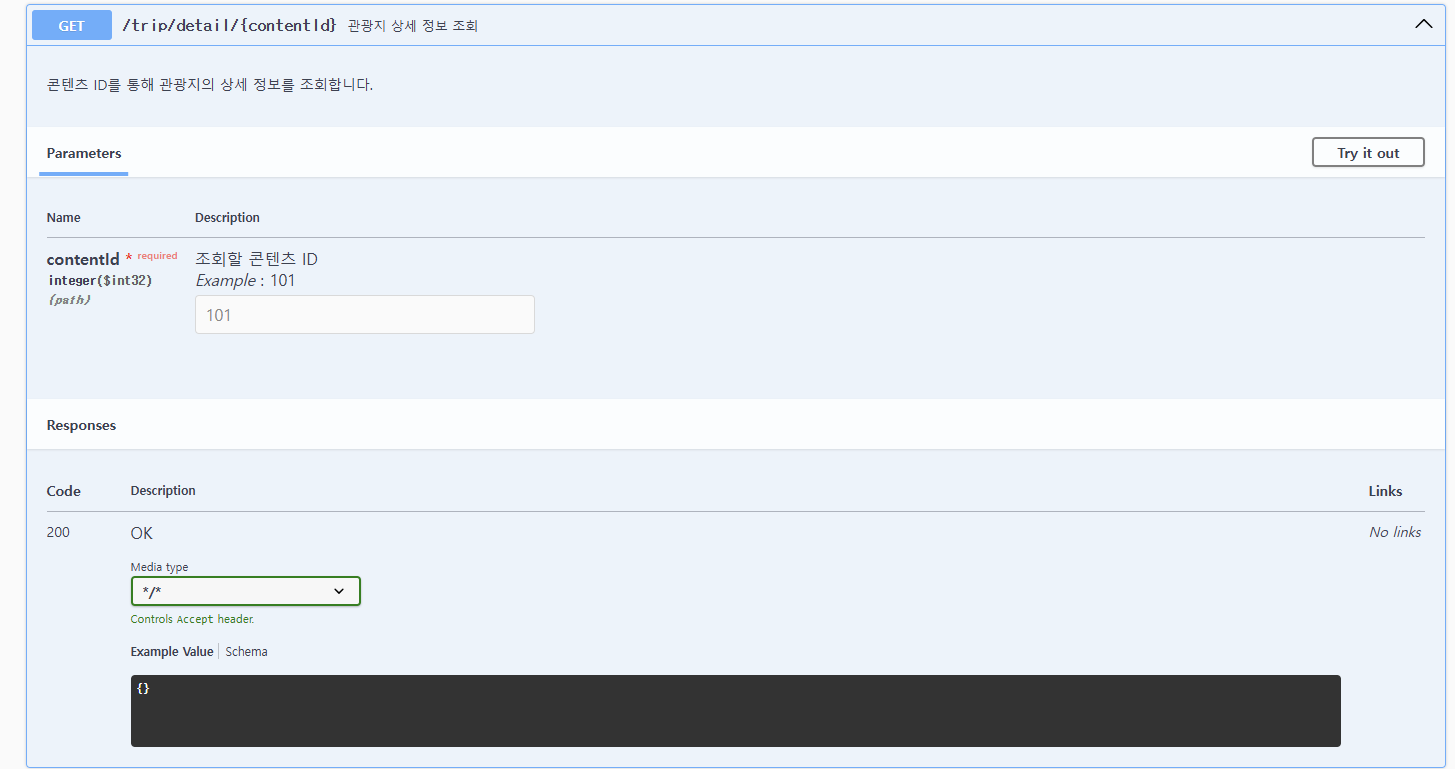 GET /trip/detail/{contentId} 관광지 상세 정보 조회
콘텐츠 ID를 통해 관광지의 상세 정보를 조회합니다.
Parameters
Try it out
Name Description
contentId * required
integer($int32)
(path)
조회할 콘텐츠 ID
Example : 101
101
Responses
Code Description Links
200 OK No links
Media type
*/*
Controls Accept header.
Example Value Schema
{}